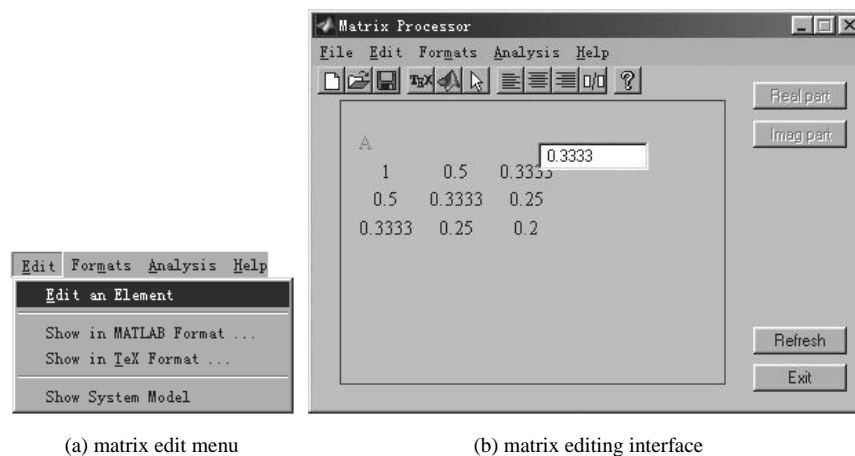 Matrix Processor
File Edit Formats Analysis Help
TEX 0/0 ?
Real part
Imag part
A
0.3333
1 0.5 0.3333
0.5 0.3333 0.25
0.3333 0.25 0.2
Refresh
Exit
Edit Formats Analysis Help
Edit an Element
Show in MATLAB Format ...
Show in TeX Format ...
Show System Model
(a) matrix edit menu
(b) matrix editing interface